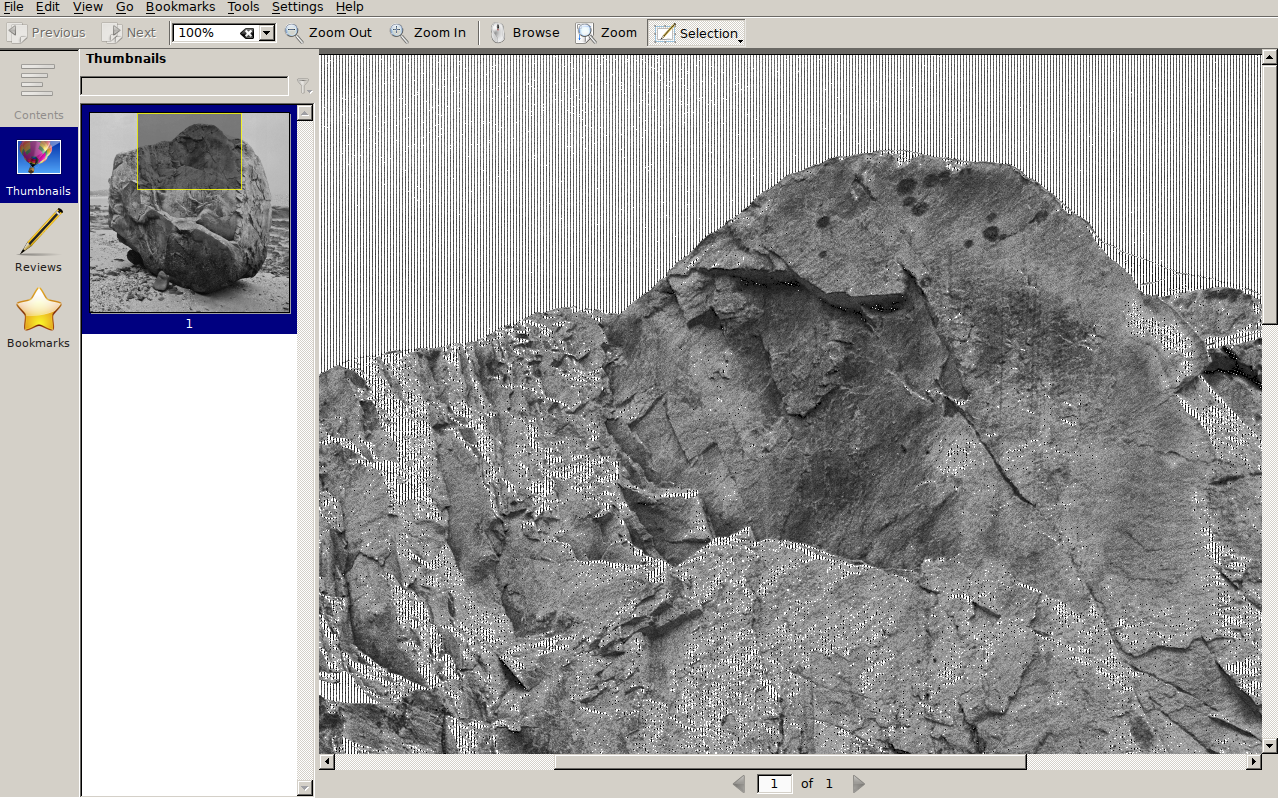 File Edit View Go Bookmarks Tools Settings Help
Previous Next 100% Zoom Out Zoom In Browse Zoom Selection
Thumbnails
Contents
Thumbnails
Reviews
Bookmarks
1
1 of 1